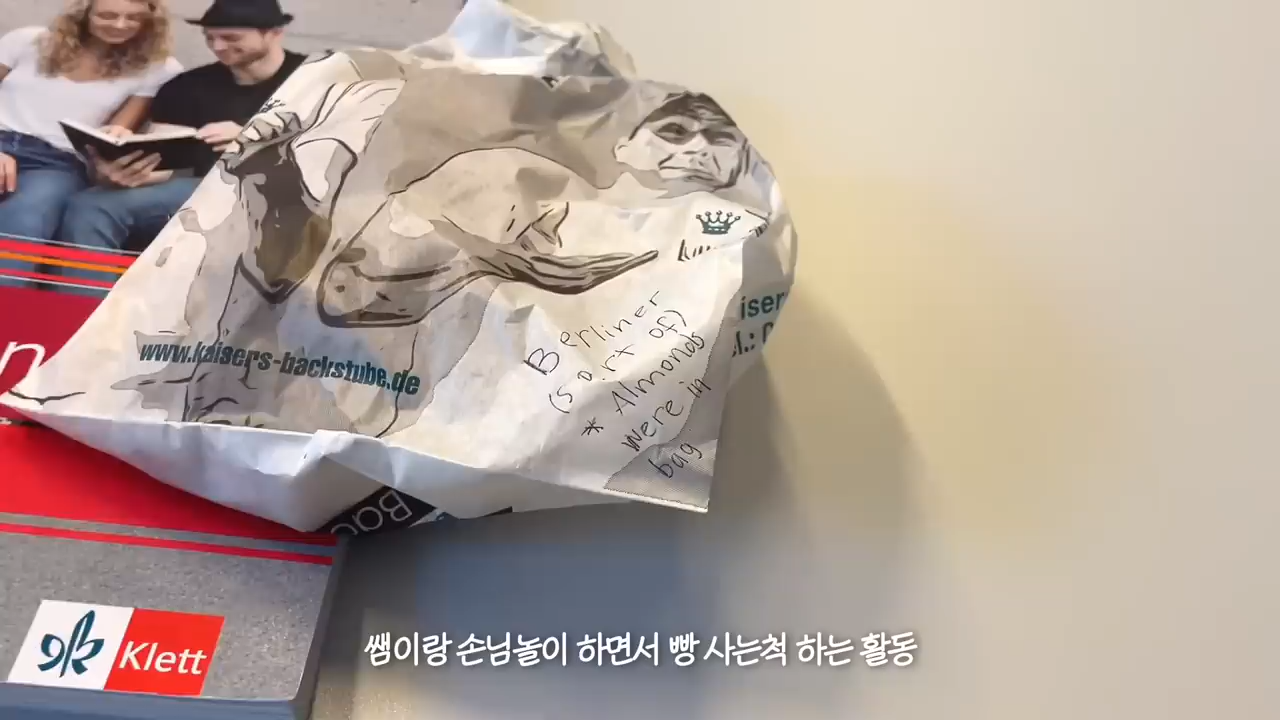 www.kaisers-backstube.de
Berliner
(sort of)
* Almonds
were in
bag
iser
Bac
Klett
쌤이랑 손님놀이 하면서 빵 사는척 하는 활동